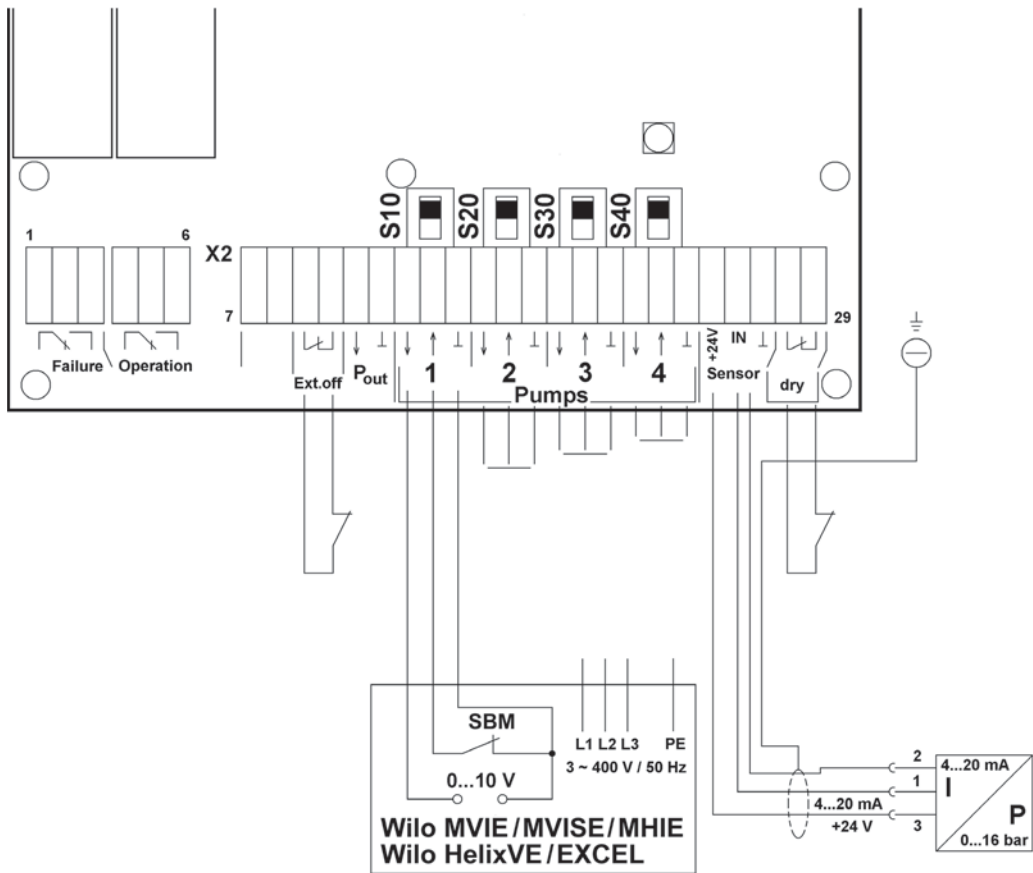 S10
S20
S30
S40
1
6
X2
7
29
Failure
Operation
Ext.off
Pout
1
2
3
4
Pumps
+24V
IN
Sensor
dry
SBM
L1 L2 L3 PE
3 ~ 400 V / 50 Hz
0...10 V
Wilo MVIE / MVISE / MHIE
Wilo HelixVE / EXCEL
2
4...20 mA
1
I
4...20 mA
+24 V
3
P
0...16 bar